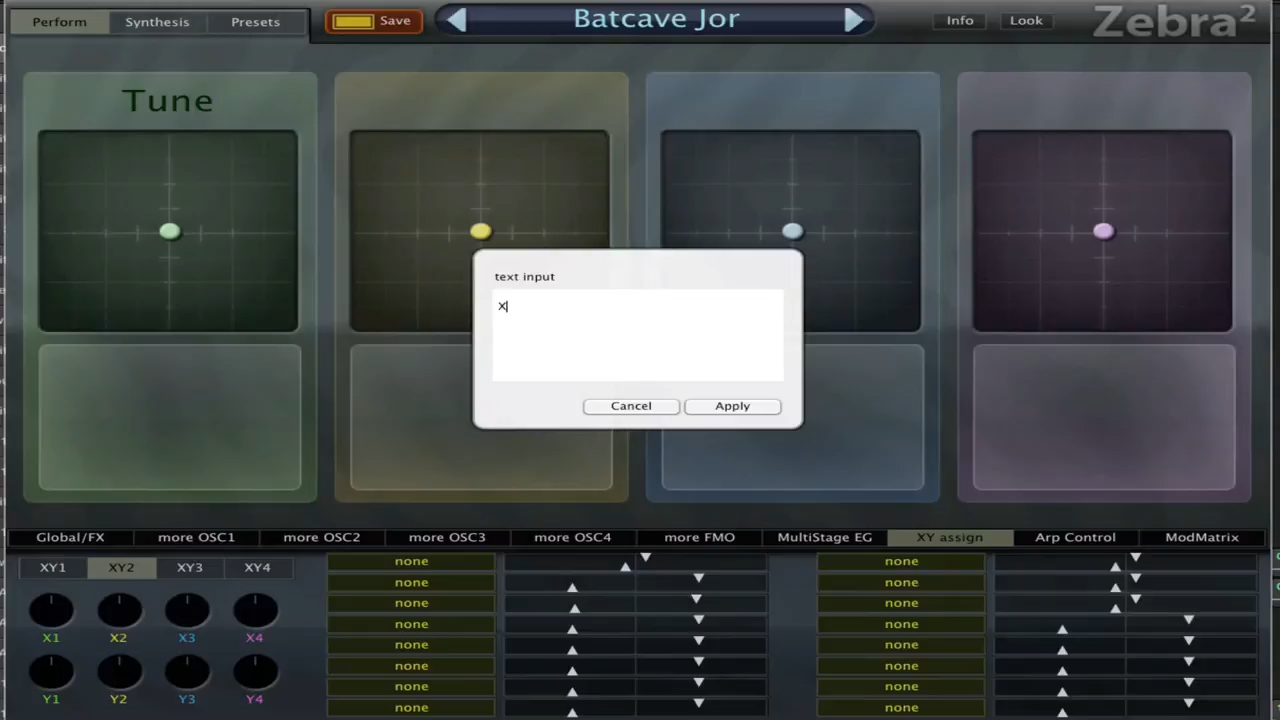 Perform Synthesis Presets Save Batcave Jor Info Look Zebra²
Tune
text input
X
Cancel Apply
Global/FX more OSC1 more OSC2 more OSC3 more OSC4 more FMO MultiStage EG XY assign Arp Control ModMatrix
XY1 XY2 XY3 XY4
X1 X2 X3 X4
Y1 Y2 Y3 Y4
none none
none none
none none
none none
none none
none none
none none
none none